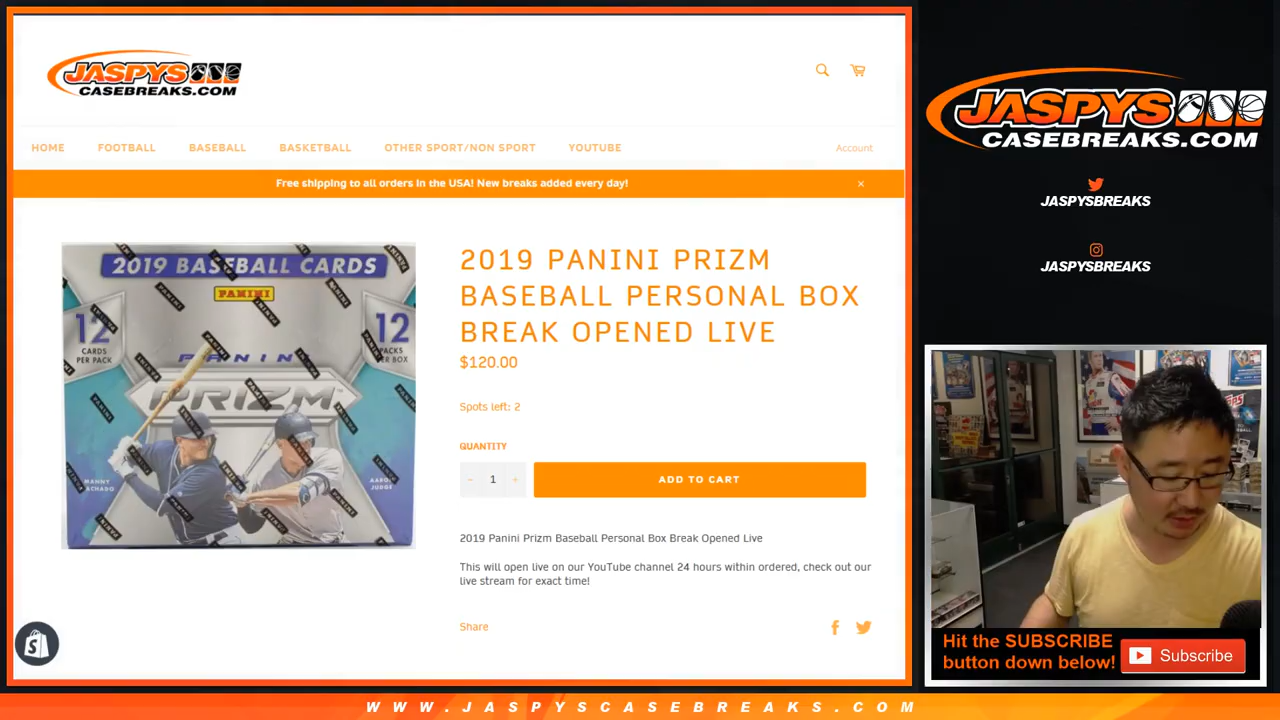 JASPYS
CASEBREAKS.COM
HOME
FOOTBALL
BASEBALL
BASKETBALL
OTHER SPORT/NON SPORT
YOUTUBE
Account
Free shipping to all orders in the USA! New breaks added every day!
×
2019 BASEBALL CARDS
PANINI
12
CARDS
PER PACK
12
PACKS
PER BOX
PANINI
PRIZM
MANNY
MACHADO
AARON
JUDGE
2019 PANINI PRIZM
BASEBALL PERSONAL BOX
BREAK OPENED LIVE
$120.00
Spots left: 2
QUANTITY
- 1 +
ADD TO CART
2019 Panini Prizm Baseball Personal Box Break Opened Live
This will open live on our YouTube channel 24 hours within ordered, check out our
live stream for exact time!
Share
JASPYS
CASEBREAKS.COM
JASPYSBREAKS
JASPYSBREAKS
Hit the SUBSCRIBE
button down below!
Subscribe
WWW.JASPYSCASEBREAKS.COM